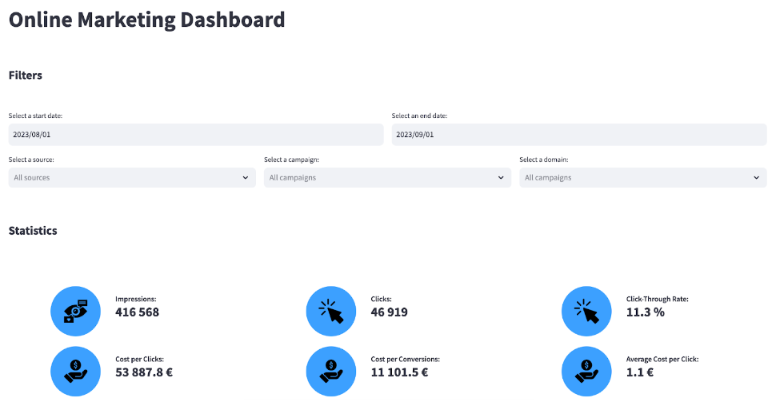 Online Marketing Dashboard
Filters
Select a start date:
Select an end date:
2023/08/01
2023/09/01
Select a source:
Select a campaign:
Select a domain:
All sources
All campaigns
All campaigns
Statistics
Impressions:
416 568
Clicks:
46 919
Click-Through Rate:
11.3 %
Cost per Clicks:
53 887.8 €
Cost per Conversions:
11 101.5 €
Average Cost per Click:
1.1 €